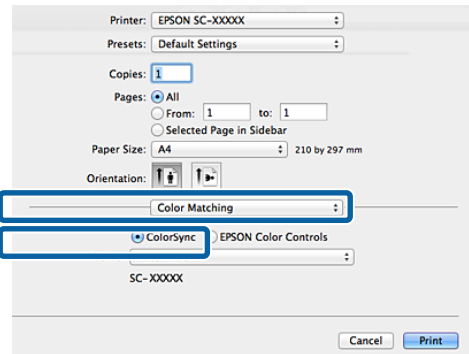 Printer: EPSON SC-XXXXX
Presets: Default Settings
Copies: 1
Pages: All
From: 1 to: 1
Selected Page in Sidebar
Paper Size: A4 210 by 297 mm
Orientation:
Color Matching
ColorSync EPSON Color Controls
SC-XXXXX
Cancel Print